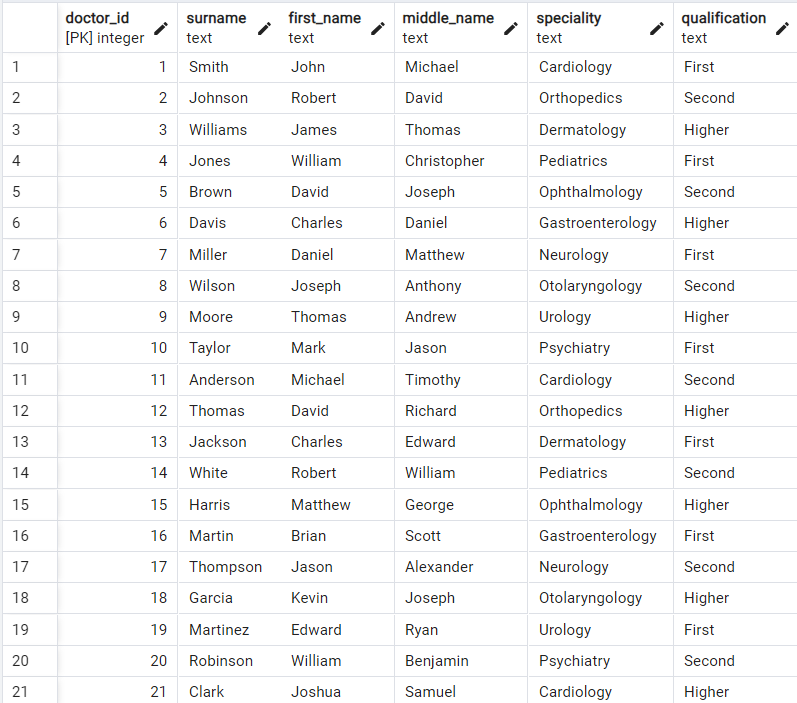 doctor_id surname first_name middle_name speciality qualification
[PK] integer text text text text text
1 1 Smith John Michael Cardiology First
2 2 Johnson Robert David Orthopedics Second
3 3 Williams James Thomas Dermatology Higher
4 4 Jones William Christopher Pediatrics First
5 5 Brown David Joseph Ophthalmology Second
6 6 Davis Charles Daniel Gastroenterology Higher
7 7 Miller Daniel Matthew Neurology First
8 8 Wilson Joseph Anthony Otolaryngology Second
9 9 Moore Thomas Andrew Urology Higher
10 10 Taylor Mark Jason Psychiatry First
11 11 Anderson Michael Timothy Cardiology Second
12 12 Thomas David Richard Orthopedics Higher
13 13 Jackson Charles Edward Dermatology First
14 14 White Robert William Pediatrics Second
15 15 Harris Matthew George Ophthalmology Higher
16 16 Martin Brian Scott Gastroenterology First
17 17 Thompson Jason Alexander Neurology Second
18 18 Garcia Kevin Joseph Otolaryngology Higher
19 19 Martinez Edward Ryan Urology First
20 20 Robinson William Benjamin Psychiatry Second
21 21 Clark Joshua Samuel Cardiology Higher